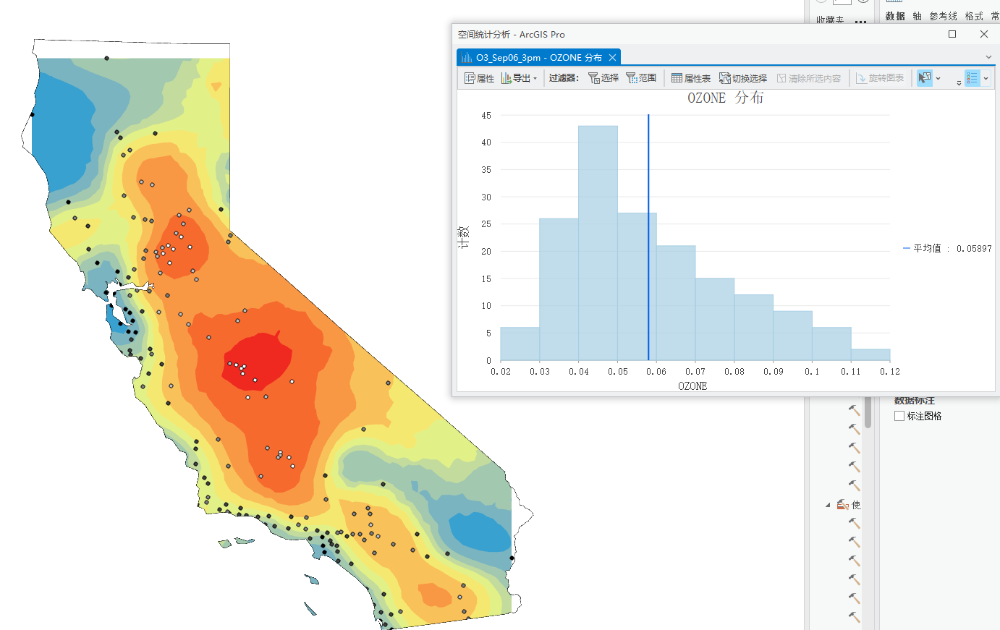 收藏夹
数据 轴 参考线 格式 常
空间统计分析 - ArcGIS Pro
O3_Sep06_3pm - OZONE 分布
属性 导出 过滤器: 选择 范围 属性表 切换选择 清除所选内容 旋转图表
OZONE 分布
45
40
35
30
25
20
15
10
5
0
计数
0.02 0.03 0.04 0.05 0.06 0.07 0.08 0.09 0.1 0.11 0.12
OZONE
平均值 : 0.05897
数据标注
标注图格
使